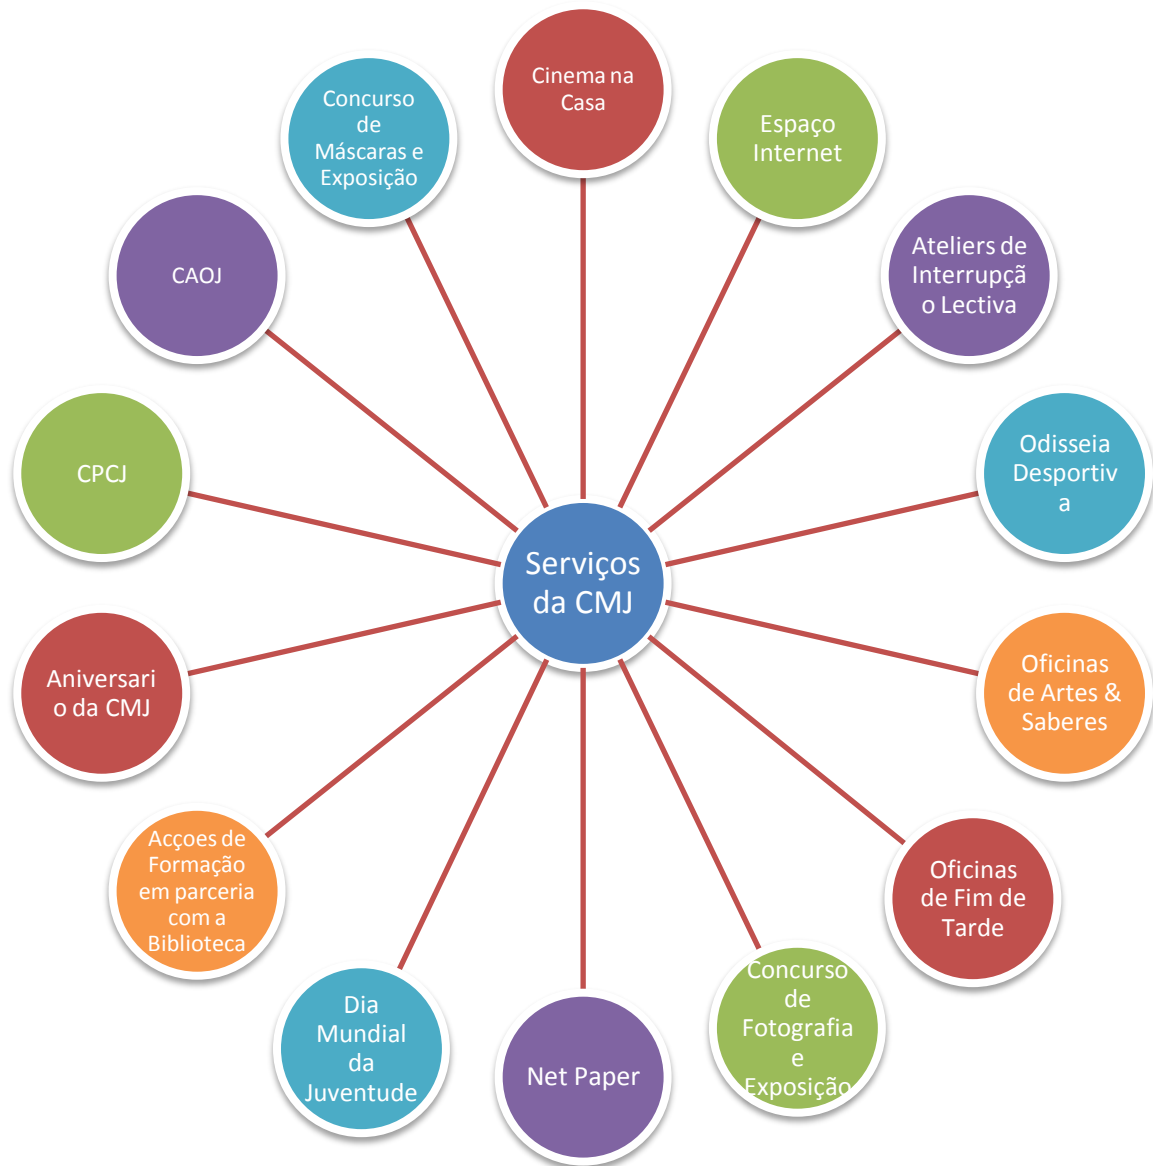 Cinema na
Casa
Espaço
Internet
Ateliers de
Interrupçã
o Lectiva
Odisseia
Desportiv
a
Oficinas
de Artes &
Saberes
Oficinas
de Fim de
Tarde
Concurso
de
Fotografia
e
Exposição
Net Paper
Dia
Mundial
da
Juventude
Acçoes de
Formação
em parceria
com a
Biblioteca
Aniversari
o da CMJ
CPCJ
CAOJ
Concurso
de
Máscaras e
Exposição
Serviços
da CMJ